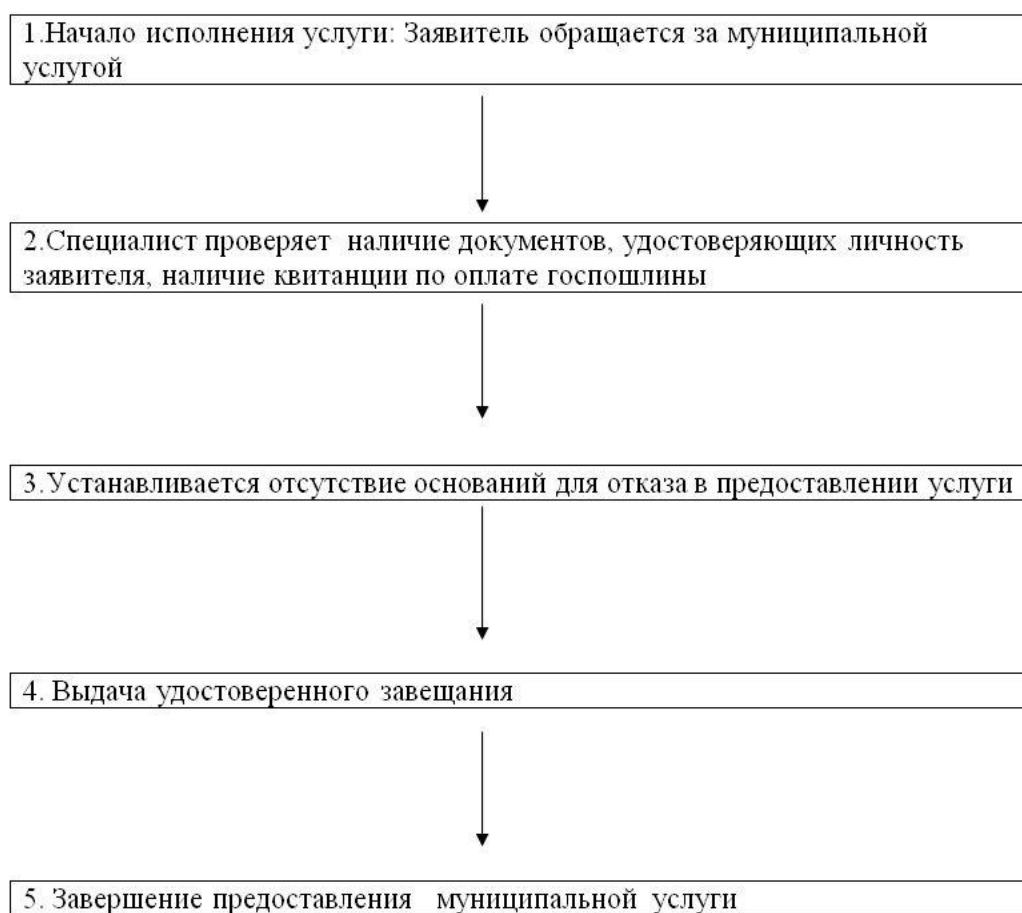 1.Начало исполнения услуги: Заявитель обращается за муниципальной
услугой
2.Специалист проверяет наличие документов, удостоверяющих личность
заявителя, наличие квитанции по оплате госпошлины
3.Устанавливается отсутствие оснований для отказа в предоставлении услуги
4. Выдача удостоверенного завещания
5. Завершение предоставления муниципальной услуги